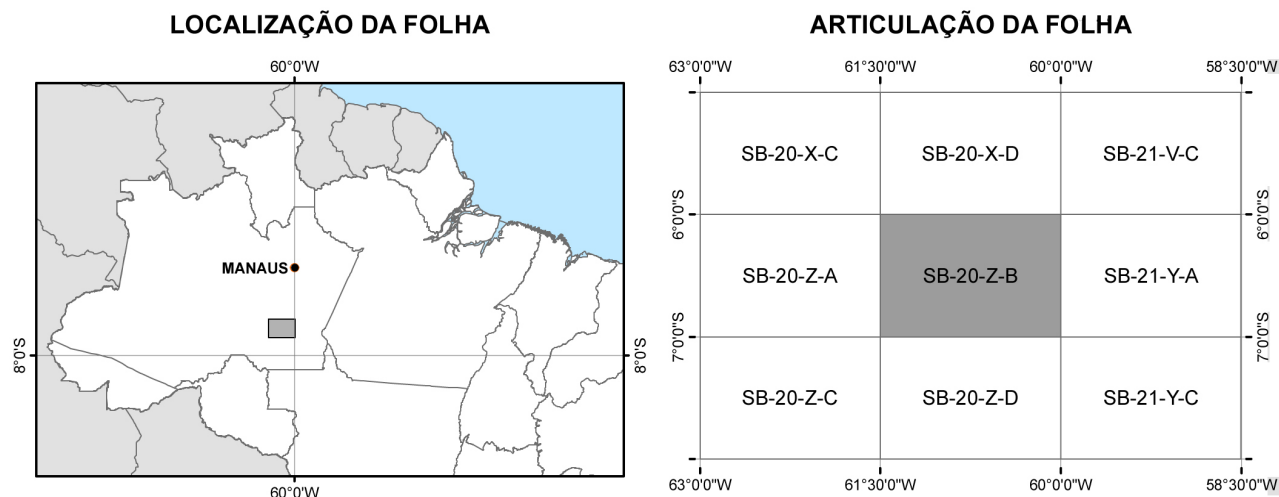 LOCALIZAÇÃO DA FOLHA
60°0'W
MANAUS
8°0'S
8°0'S
60°0'W
ARTICULAÇÃO DA FOLHA
63°0'0"W
61°30'0"W
60°0'0"W
58°30'0"W
SB-20-X-C
SB-20-X-D
SB-21-V-C
6°0'0"S
6°0'0"S
SB-20-Z-A
SB-20-Z-B
SB-21-Y-A
7°0'0"S
7°0'0"S
SB-20-Z-C
SB-20-Z-D
SB-21-Y-C
63°0'0"W
61°30'0"W
60°0'0"W
58°30'0"W